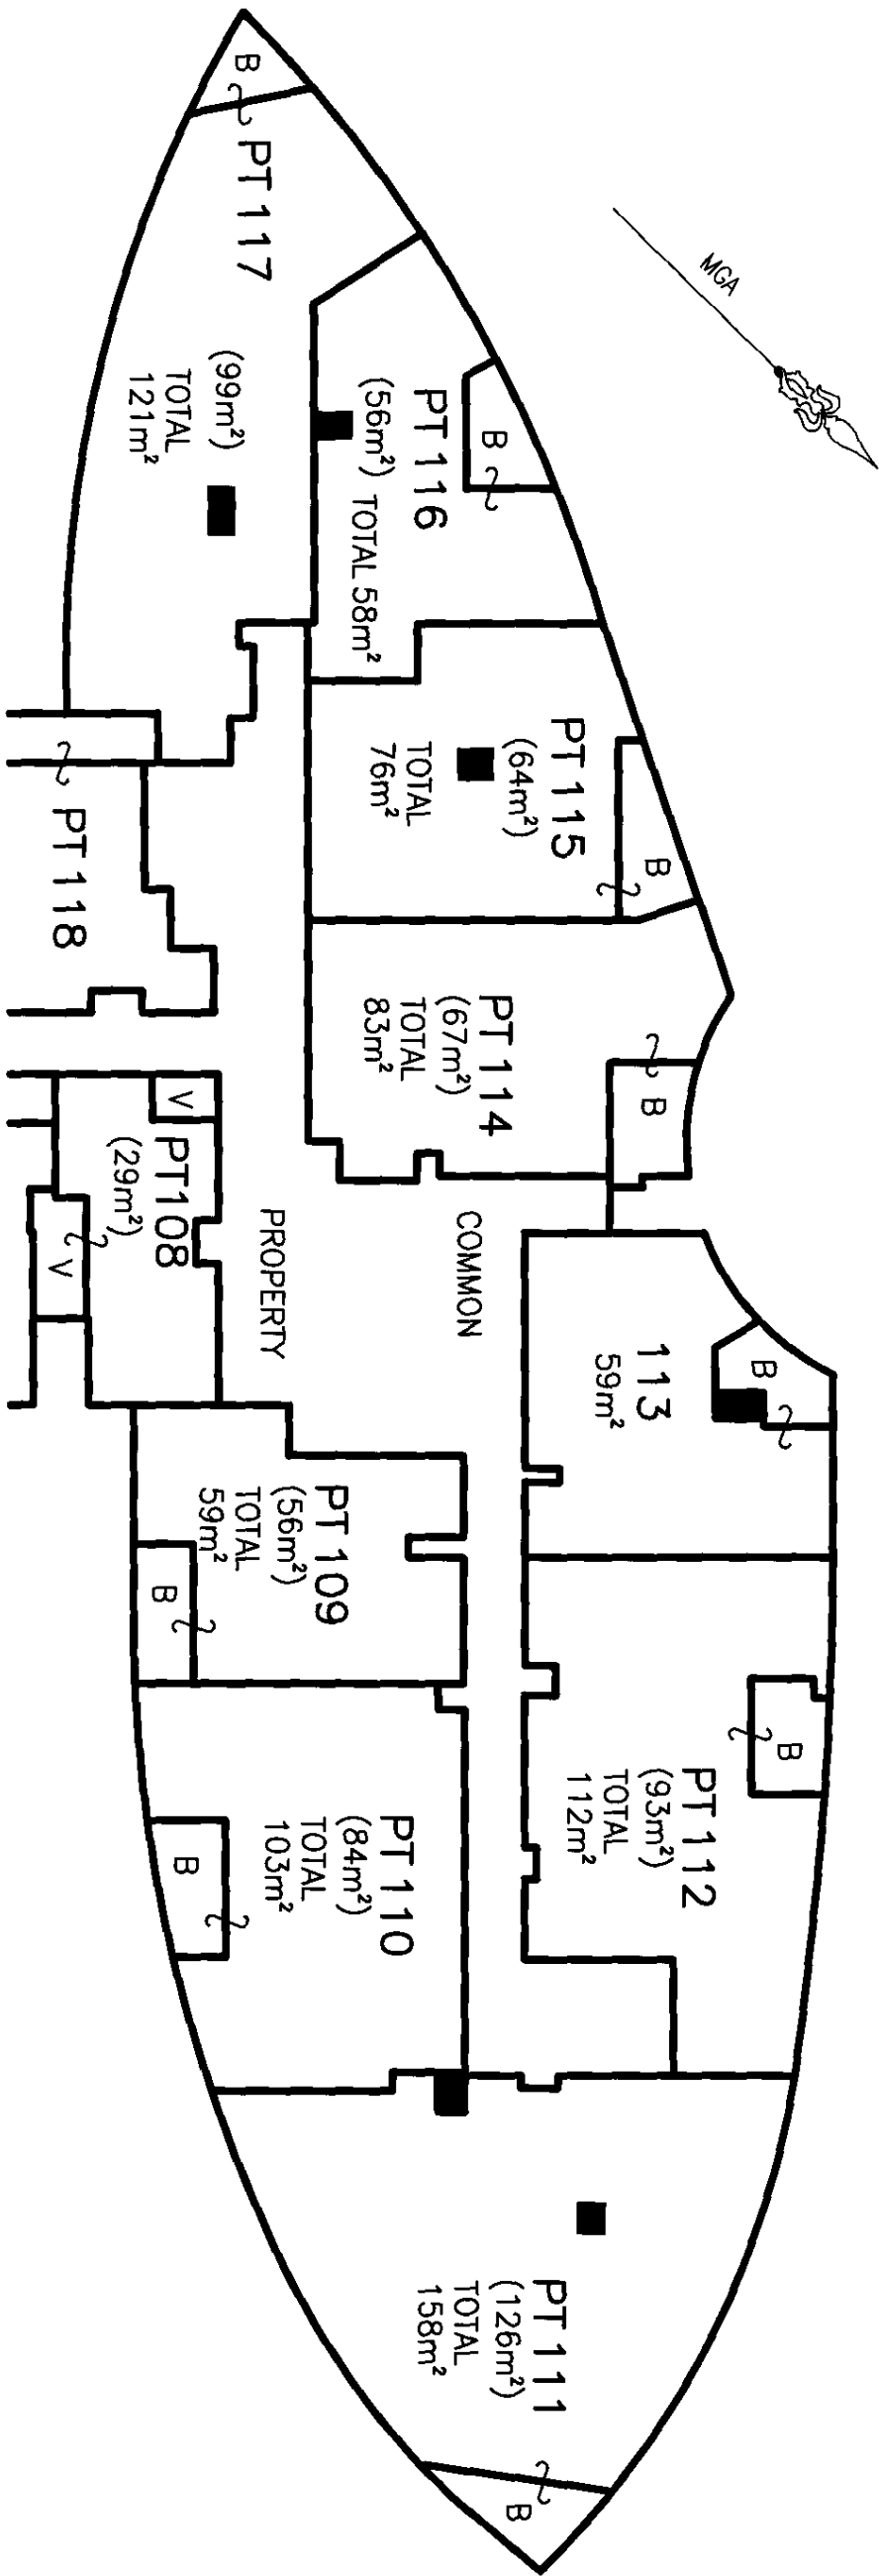 MGA
B
PT 117
(99m²)
TOTAL
121m²
PT 116
(56m²)
TOTAL 58m²
B
PT 115
(64m²)
TOTAL
76m²
B
PT 118
PT 114
(67m²)
TOTAL
83m²
B
V
PT108
(29m²)
V
COMMON
PROPERTY
113
59m²
B
PT 109
(56m²)
TOTAL
59m²
B
PT 112
(93m²)
TOTAL
112m²
B
PT 110
(84m²)
TOTAL
103m²
B
PT 111
(126m²)
TOTAL
158m²
B